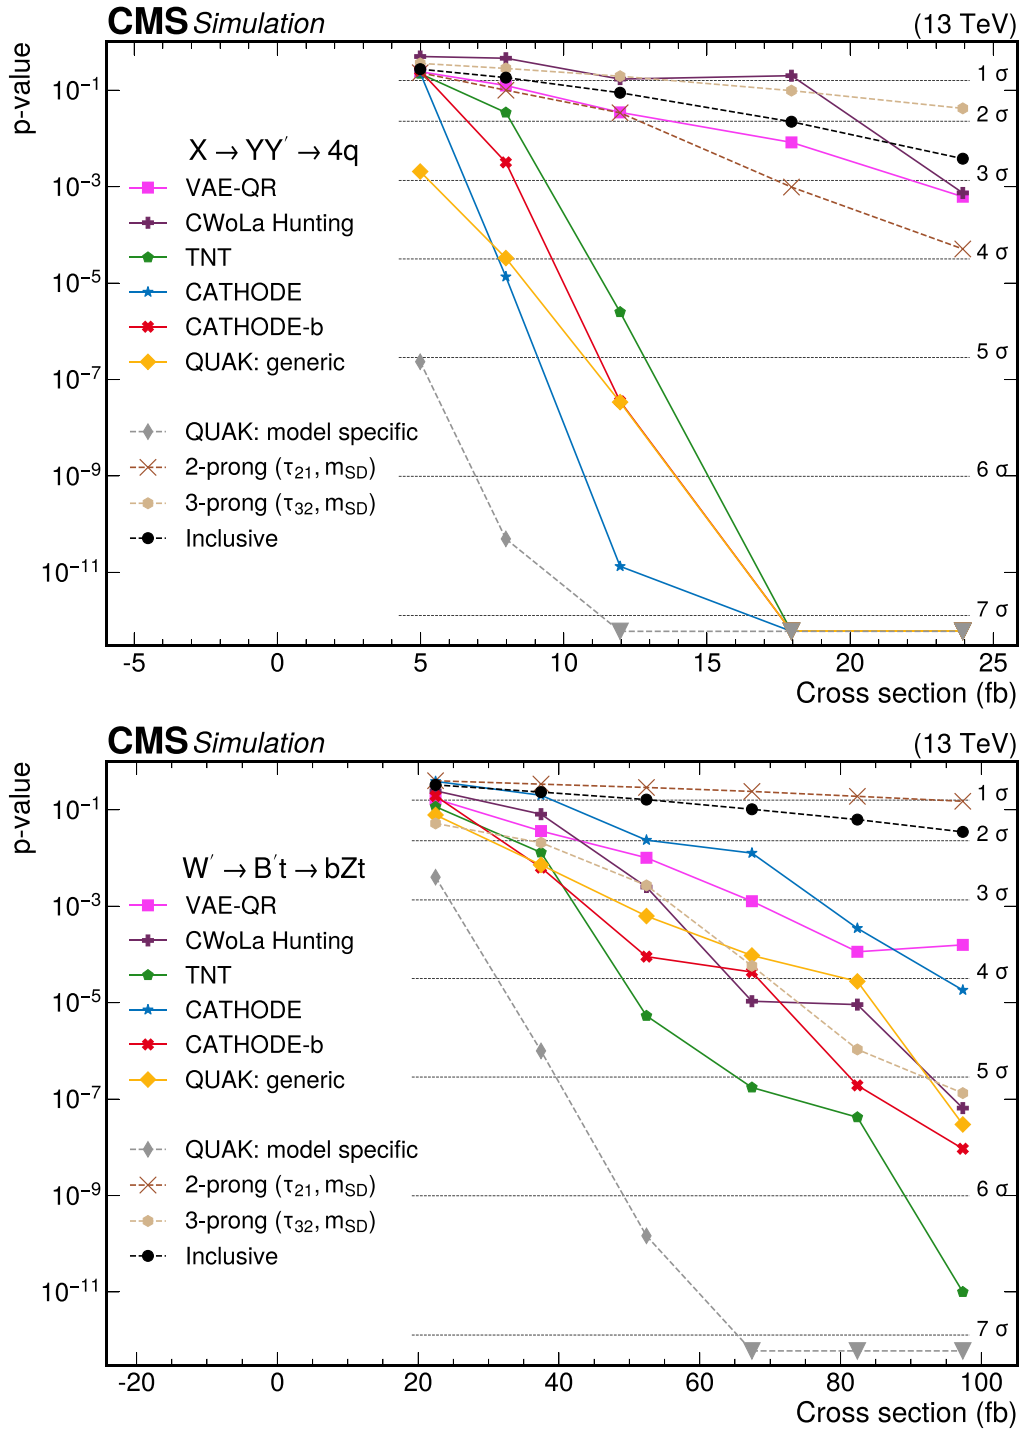 CMS Simulation (13 TeV)
p-value
10⁻¹
10⁻³
10⁻⁵
10⁻⁷
10⁻⁹
10⁻¹¹
X → YY′ → 4q
VAE-QR
CWoLa Hunting
TNT
CATHODE
CATHODE-b
QUAK: generic
QUAK: model specific
2-prong (τ₂₁, m_SD)
3-prong (τ₃₂, m_SD)
Inclusive
1 σ
2 σ
3 σ
4 σ
5 σ
6 σ
7 σ
-5 0 5 10 15 20 25
Cross section (fb)
CMS Simulation (13 TeV)
p-value
10⁻¹
10⁻³
10⁻⁵
10⁻⁷
10⁻⁹
10⁻¹¹
W′ → B′t → bZt
VAE-QR
CWoLa Hunting
TNT
CATHODE
CATHODE-b
QUAK: generic
QUAK: model specific
2-prong (τ₂₁, m_SD)
3-prong (τ₃₂, m_SD)
Inclusive
1 σ
2 σ
3 σ
4 σ
5 σ
6 σ
7 σ
-20 0 20 40 60 80 100
Cross section (fb)